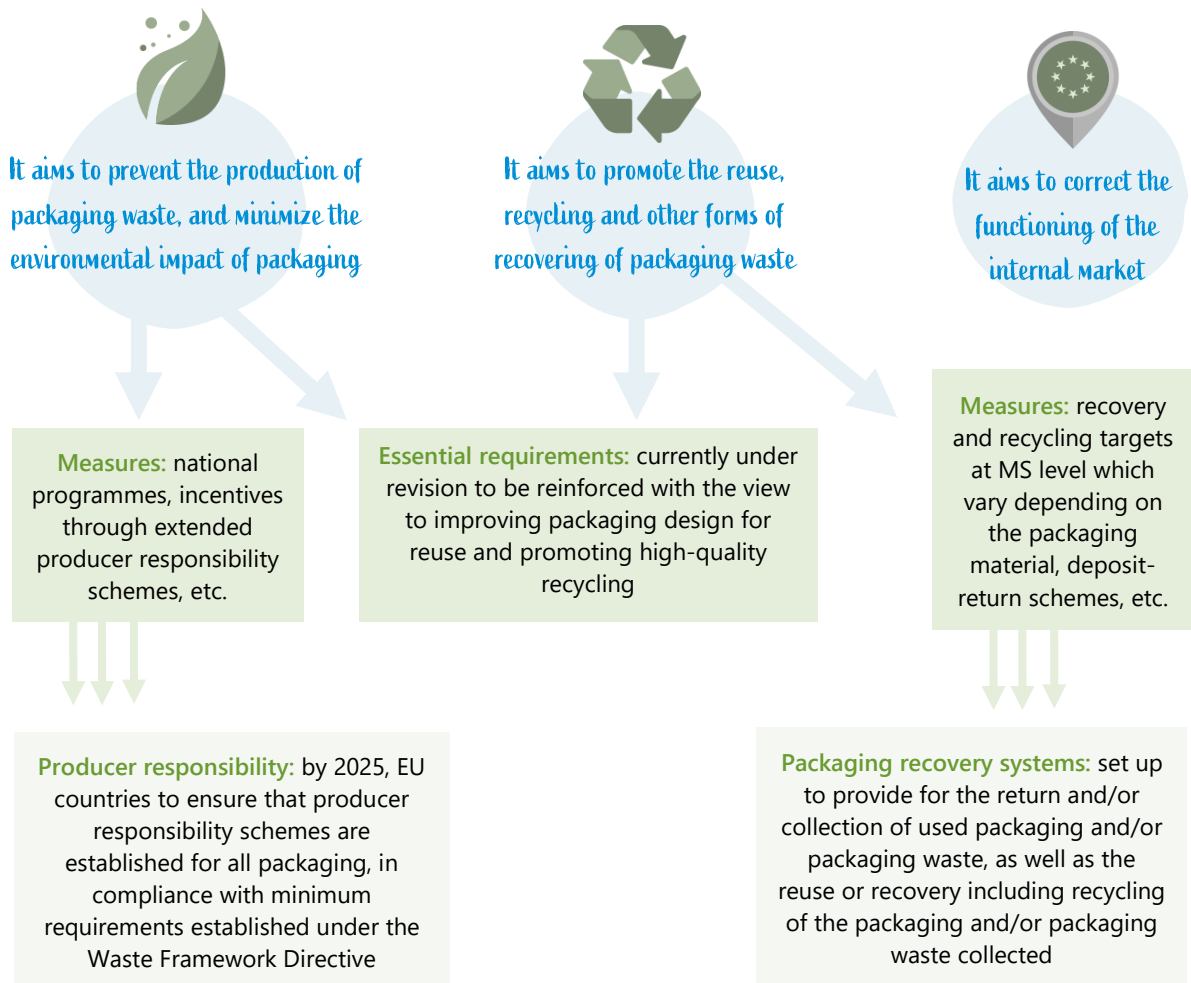 It aims to prevent the production of
packaging waste, and minimize the
environmental impact of packaging
It aims to promote the reuse,
recycling and other forms of
recovering of packaging waste
It aims to correct the
functioning of the
internal market
Measures: national
programmes, incentives
through extended
producer responsibility
schemes, etc.
Essential requirements: currently under
revision to be reinforced with the view
to improving packaging design for
reuse and promoting high-quality
recycling
Measures: recovery
and recycling targets
at MS level which
vary depending on
the packaging
material, deposit-
return schemes, etc.
Producer responsibility: by 2025, EU
countries to ensure that producer
responsibility schemes are
established for all packaging, in
compliance with minimum
requirements established under the
Waste Framework Directive
Packaging recovery systems: set up
to provide for the return and/or
collection of used packaging and/or
packaging waste, as well as the
reuse or recovery including recycling
of the packaging and/or packaging
waste collected